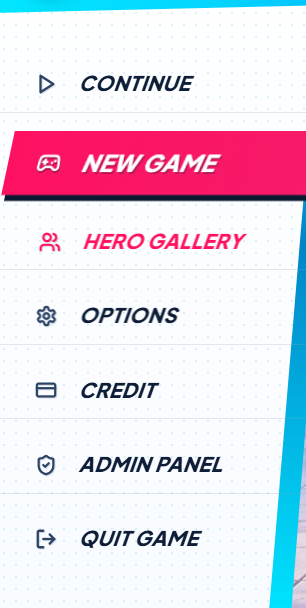 CONTINUE
NEW GAME
HERO GALLERY
OPTIONS
CREDIT
ADMIN PANEL
QUIT GAME